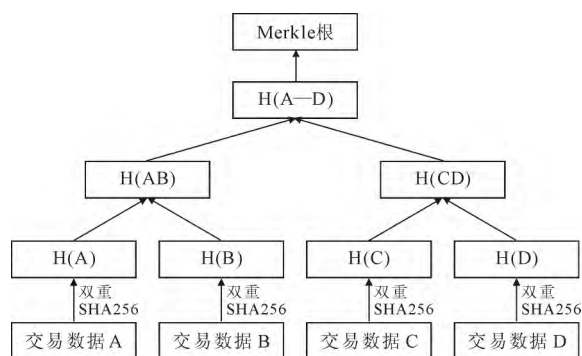 Merkle根
H(A—D)
H(AB) H(CD)
H(A) H(B) H(C) H(D)
双重 双重 双重 双重
SHA256 SHA256 SHA256 SHA256
交易数据A 交易数据B 交易数据C 交易数据D